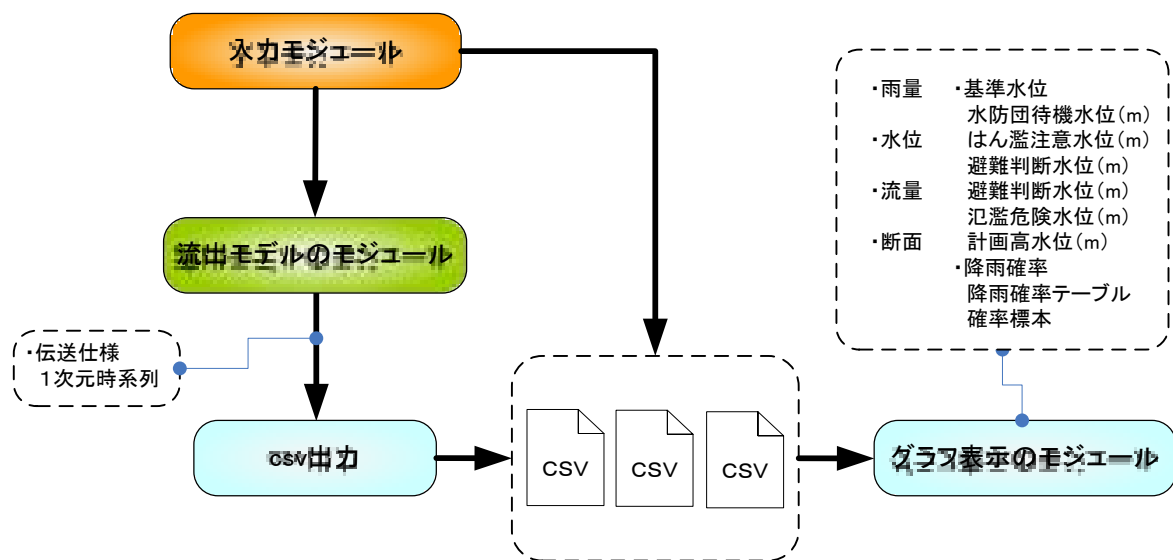 入力モジュール
・雨量 ・基準水位
水防団待機水位(m)
・水位 はん濫注意水位(m)
避難判断水位(m)
・流量 避難判断水位(m)
氾濫危険水位(m)
・断面 計画高水位(m)
・降雨確率
降雨確率テーブル
確率標本
流出モデルのモジュール
・伝送仕様
1次元時系列
csv出力
CSV CSV CSV
グラフ表示のモジュール